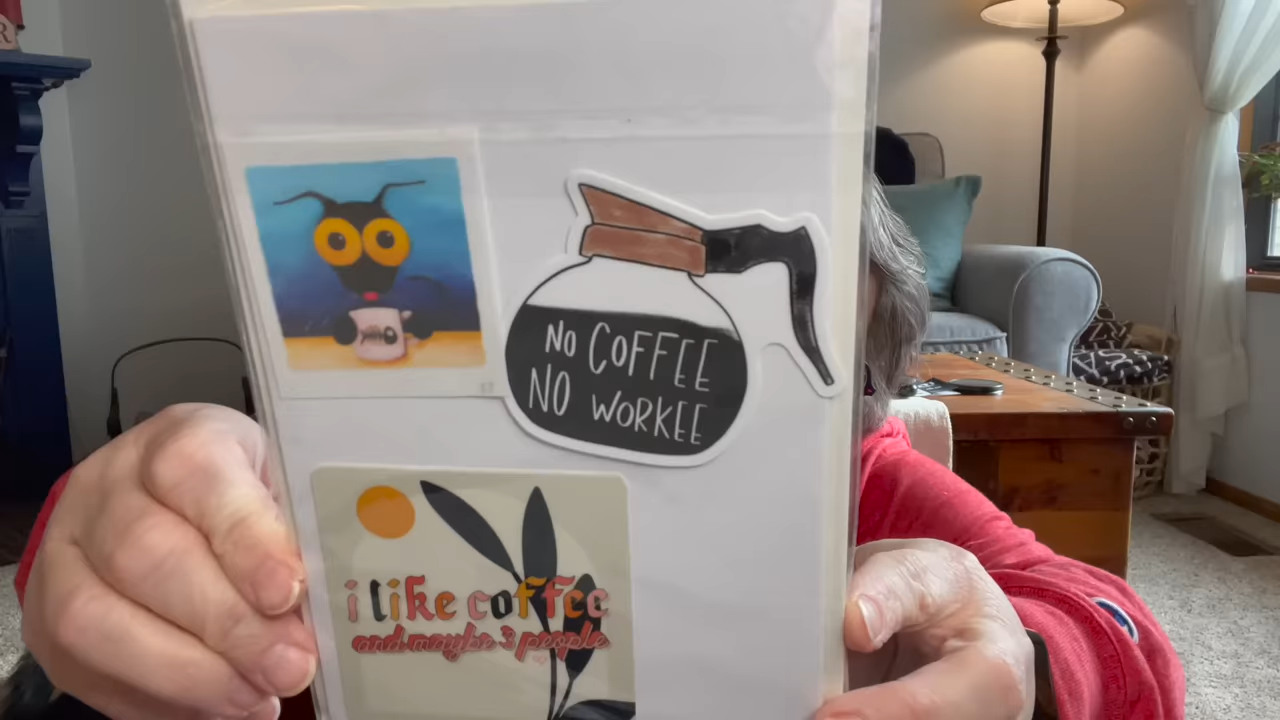 R
NO COFFEE
NO WORKEE
i like coffee
and maybe 3 people